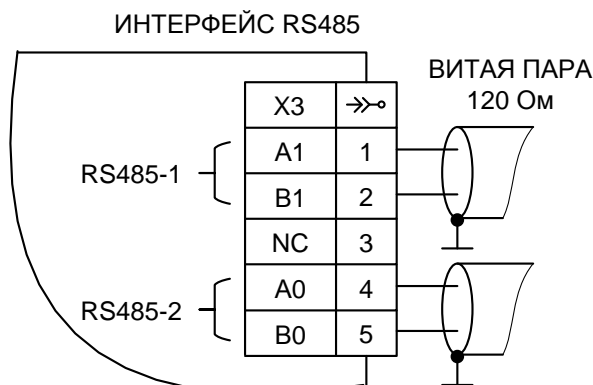 ИНТЕРФЕЙС RS485
ВИТАЯ ПАРА
120 Ом
X3
RS485-1
A1 1
B1 2
NC 3
RS485-2
A0 4
B0 5